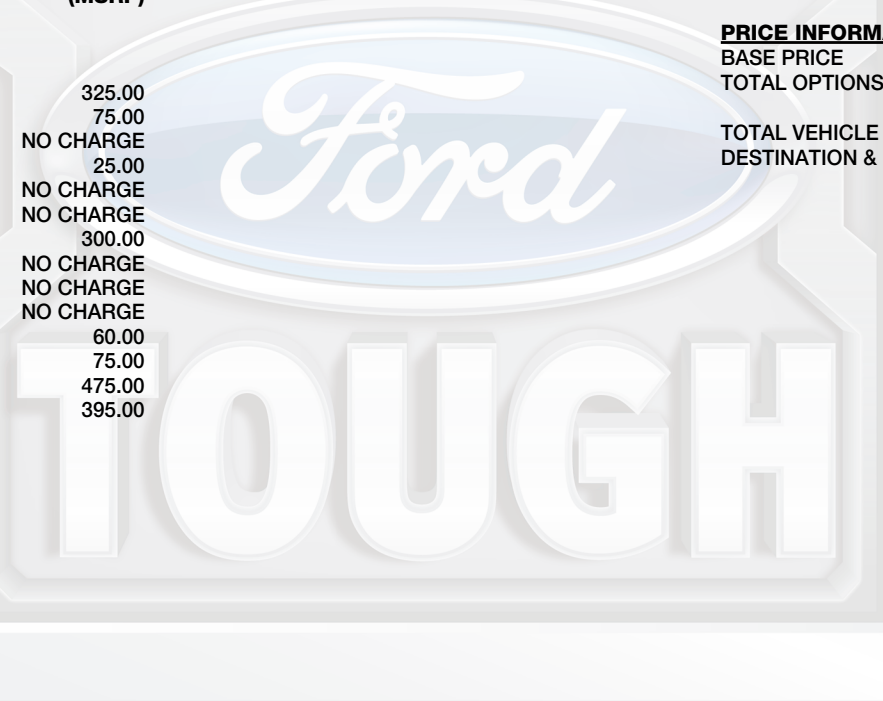 (MSRP)
325.00
75.00
NO CHARGE
25.00
NO CHARGE
NO CHARGE
300.00
NO CHARGE
NO CHARGE
NO CHARGE
60.00
75.00
475.00
395.00
PRICE INFORMA
BASE PRICE
TOTAL OPTIONS
TOTAL VEHICLE
DESTINATION &
Ford
TOUGH